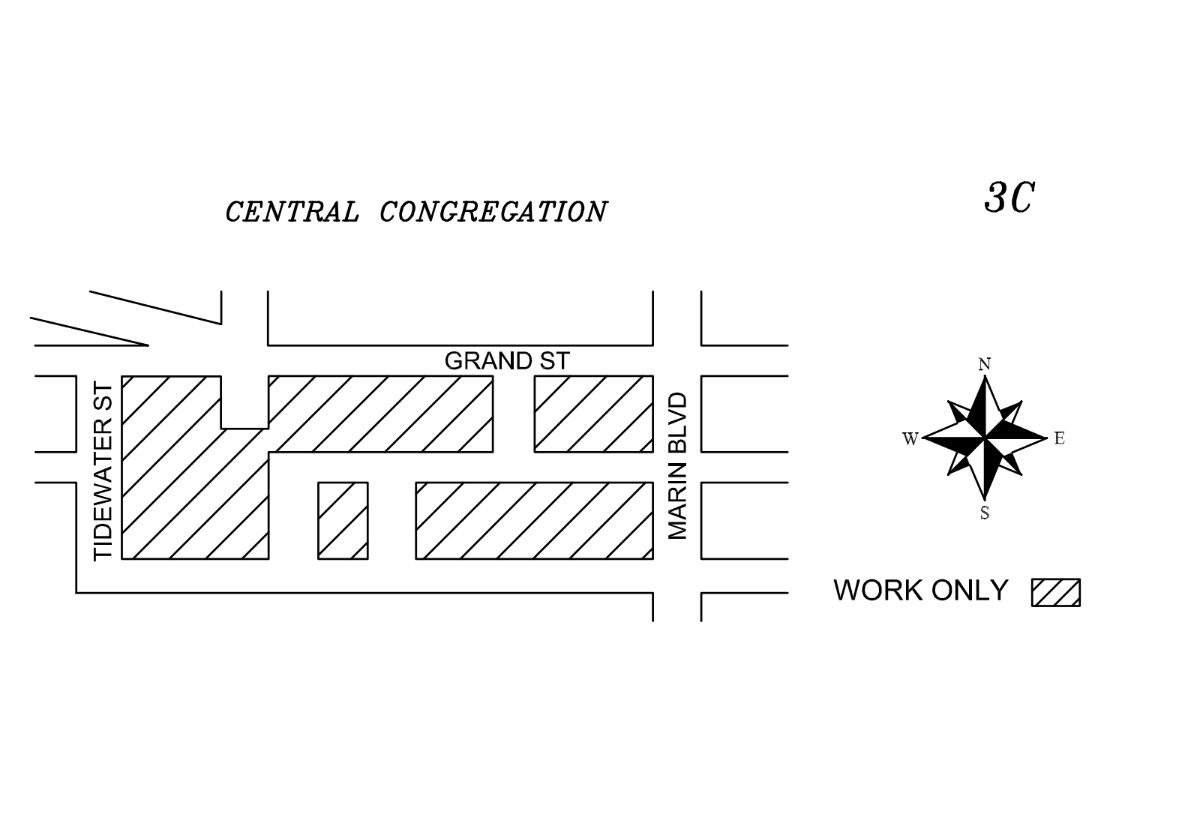 CENTRAL CONGREGATION
3C
GRAND ST
TIDEWATER ST
MARIN BLVD
N
W
E
S
WORK ONLY